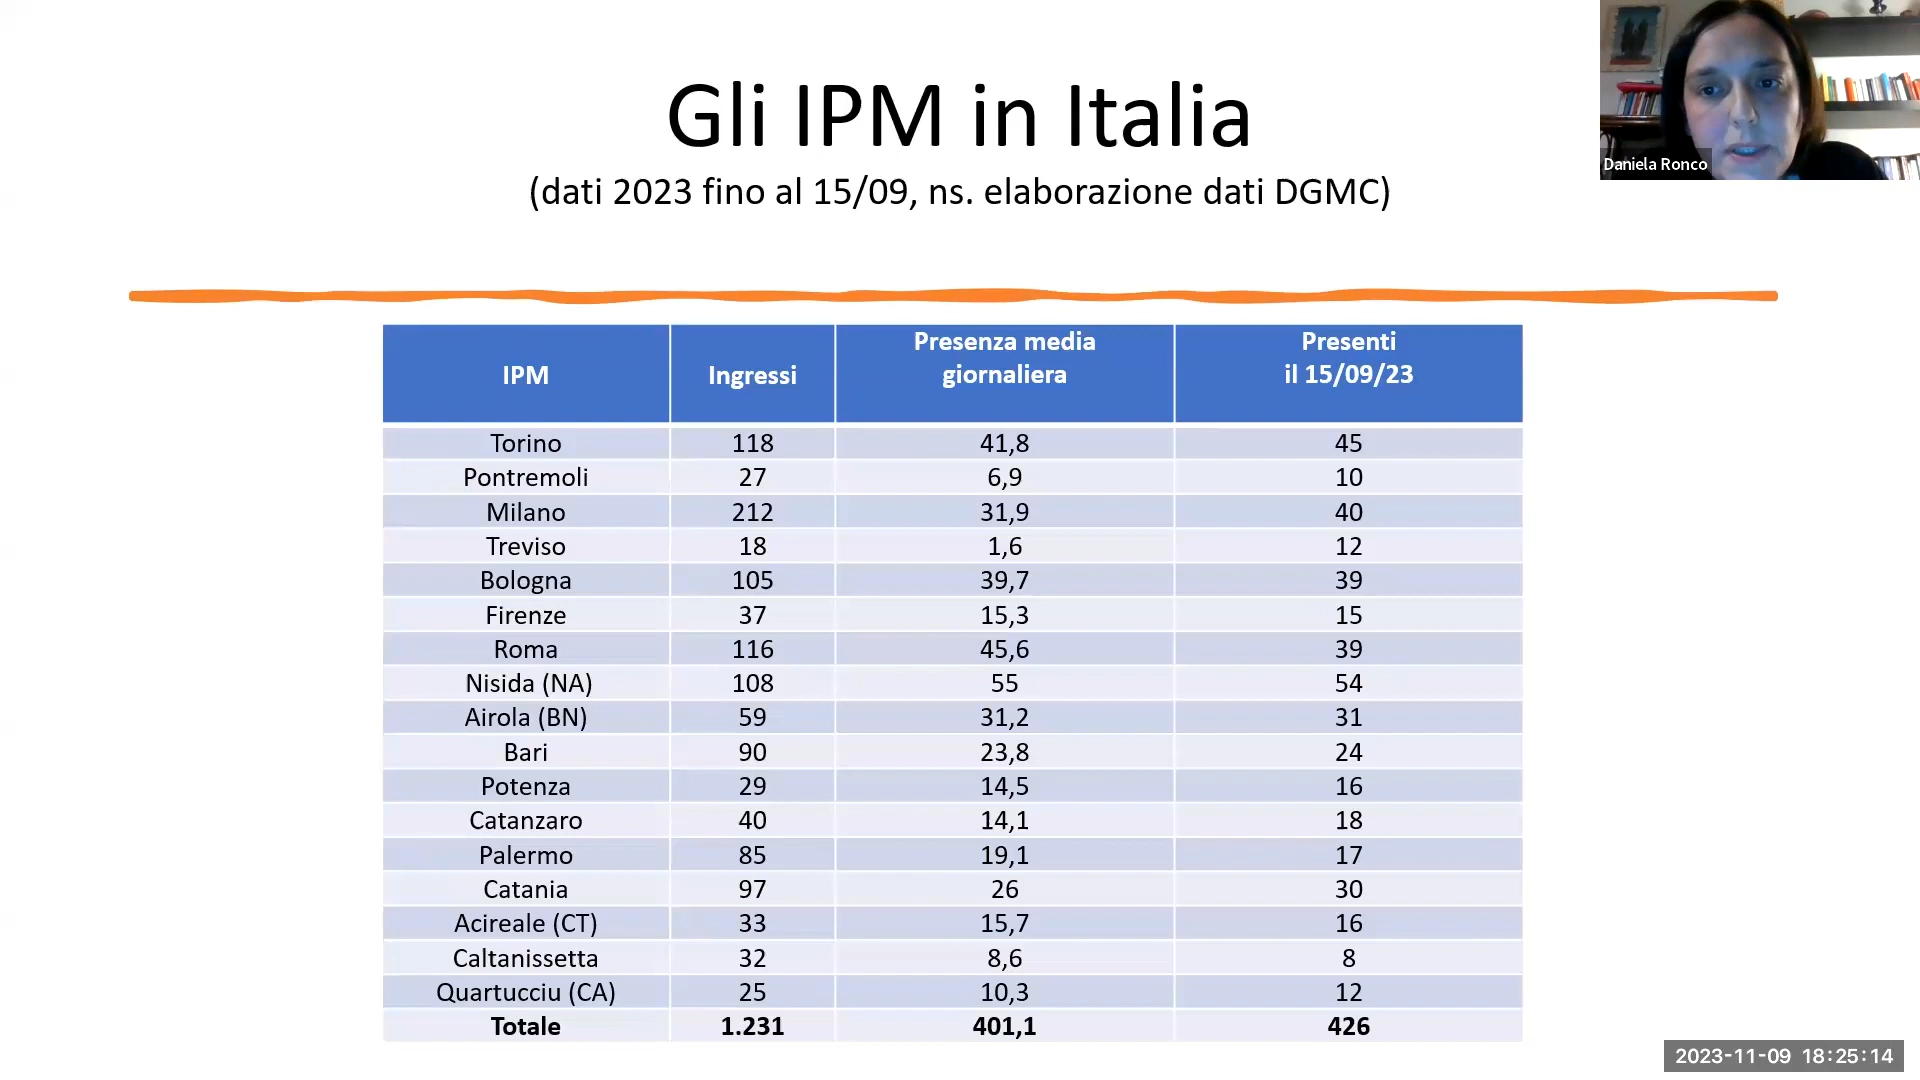 Gli IPM in Italia
(dati 2023 fino al 15/09, ns. elaborazione dati DGMC)
Daniela Ronco
IPM Ingressi Presenza media giornaliera Presenti il 15/09/23
Torino 118 41,8 45
Pontremoli 27 6,9 10
Milano 212 31,9 40
Treviso 18 1,6 12
Bologna 105 39,7 39
Firenze 37 15,3 15
Roma 116 45,6 39
Nisida (NA) 108 55 54
Airola (BN) 59 31,2 31
Bari 90 23,8 24
Potenza 29 14,5 16
Catanzaro 40 14,1 18
Palermo 85 19,1 17
Catania 97 26 30
Acireale (CT) 33 15,7 16
Caltanissetta 32 8,6 8
Quartucciu (CA) 25 10,3 12
Totale 1.231 401,1 426
2023-11-09 18:25:14